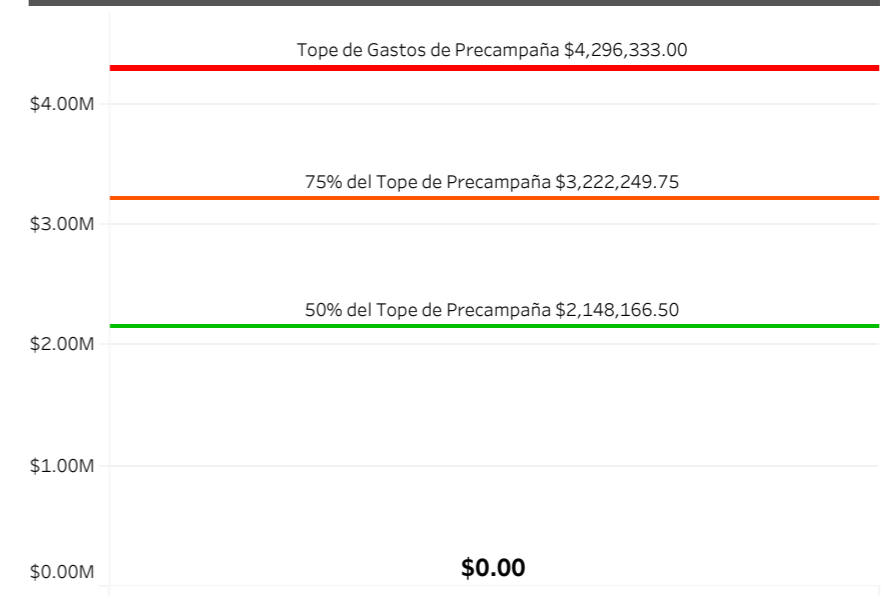 Tope de Gastos de Precampaña $4,296,333.00
$4.00M
75% del Tope de Precampaña $3,222,249.75
$3.00M
50% del Tope de Precampaña $2,148,166.50
$2.00M
$1.00M
$0.00
$0.00M